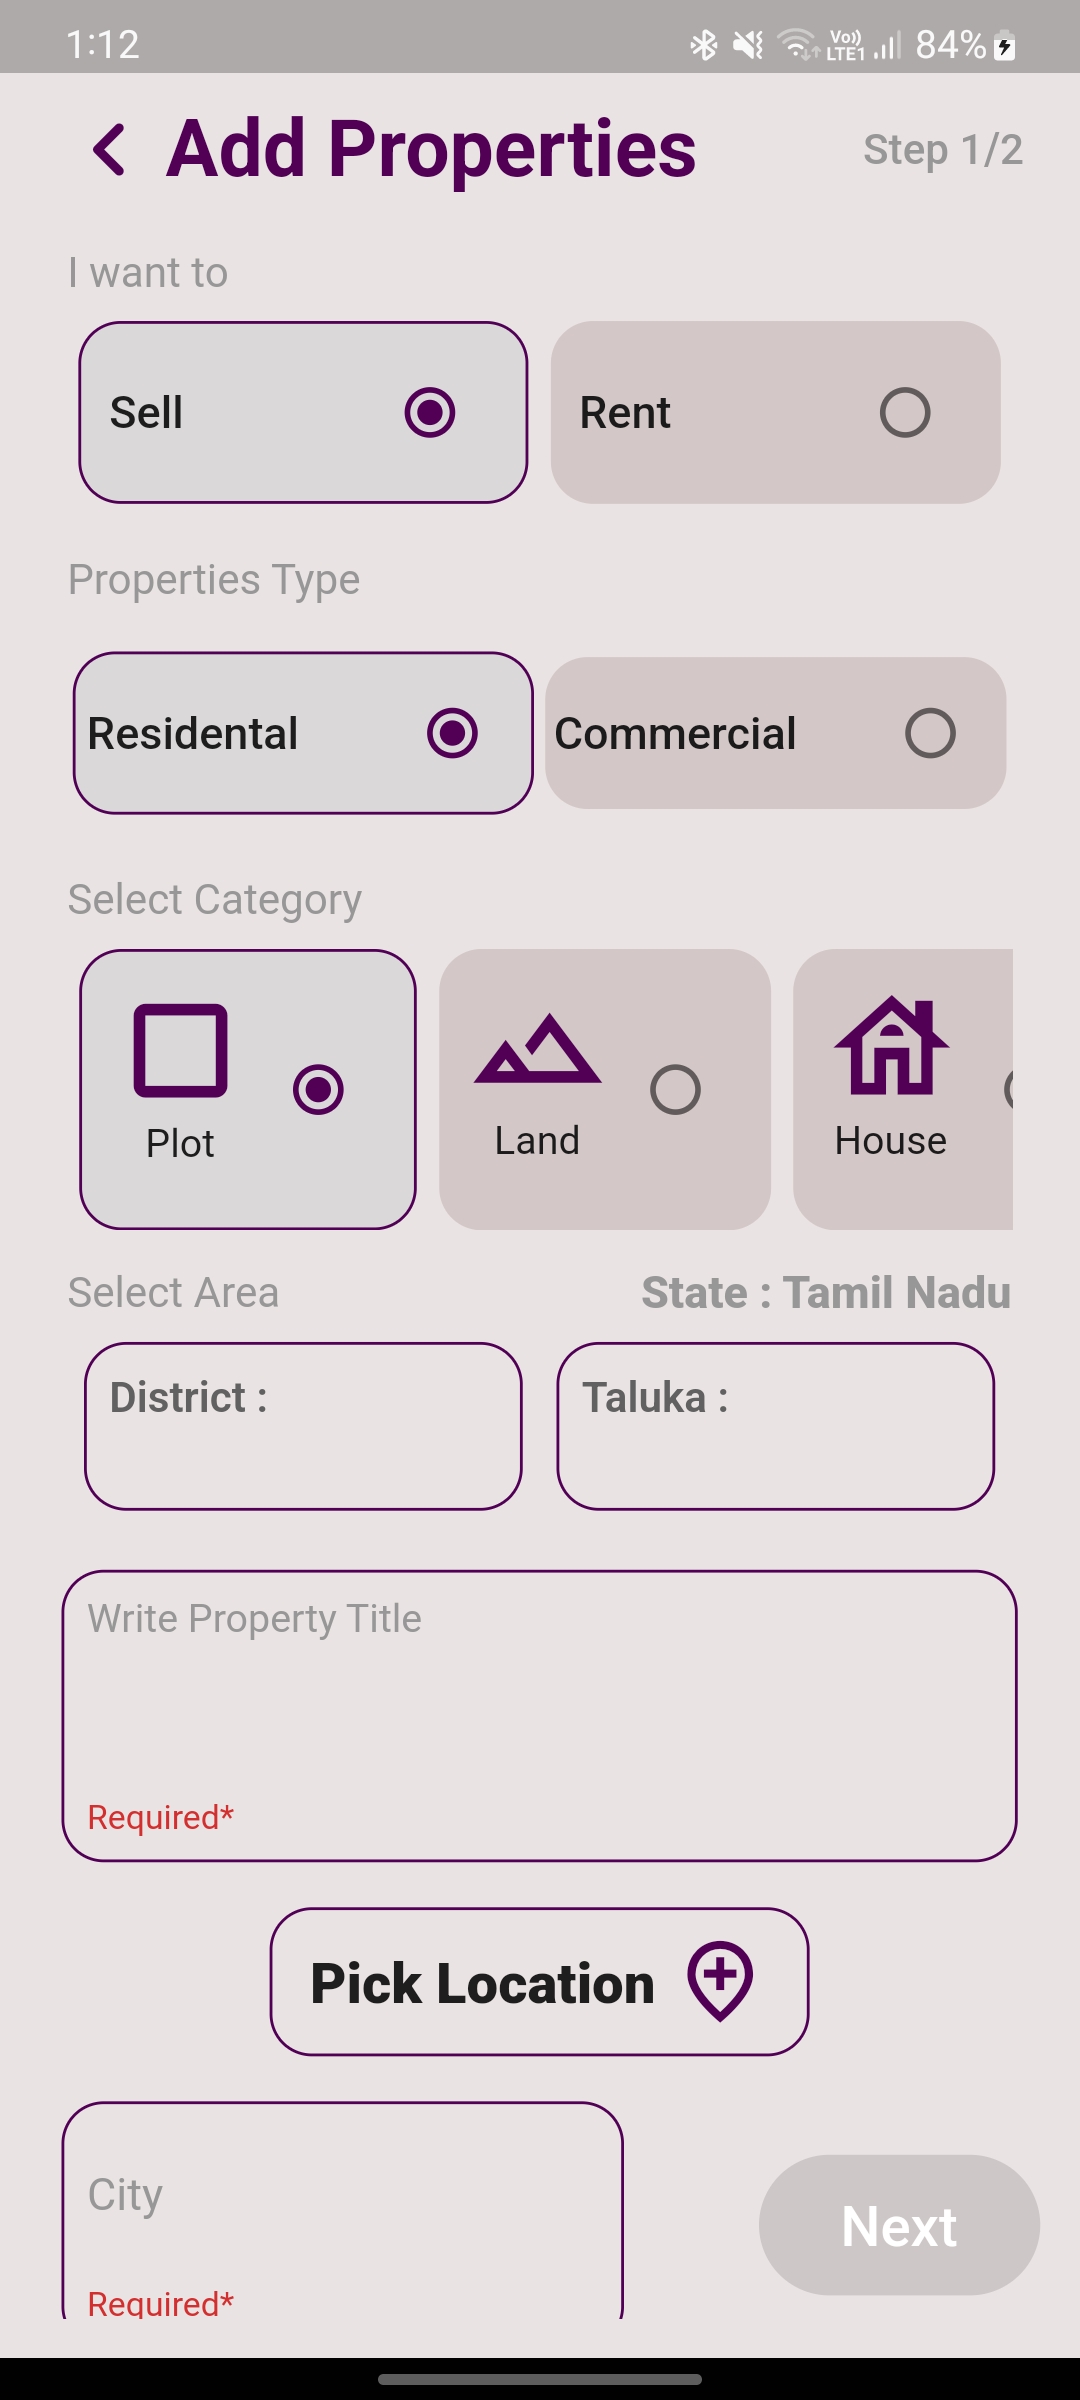 1:12
Vo)) LTE1 84%
Add Properties Step 1/2
I want to
Sell Rent
Properties Type
Residental Commercial
Select Category
Plot Land House
Select Area State : Tamil Nadu
District : Taluka :
Write Property Title
Required*
Pick Location
City
Next
Required*